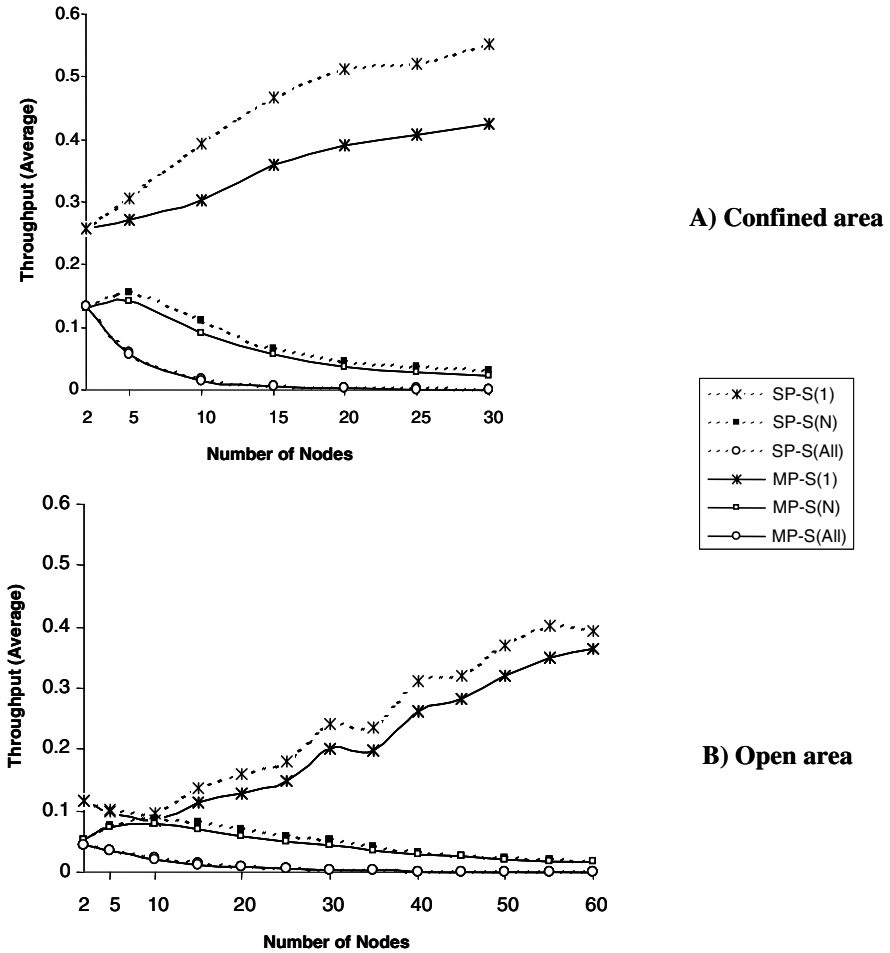 0.6
0.5
0.4
0.3
0.2
0.1
0
Throughput (Average)
2 5 10 15 20 25 30
Number of Nodes
A) Confined area
SP-S(1)
SP-S(N)
SP-S(All)
MP-S(1)
MP-S(N)
MP-S(All)
0.6
0.5
0.4
0.3
0.2
0.1
0
Throughput (Average)
2 5 10 20 30 40 50 60
Number of Nodes
B) Open area